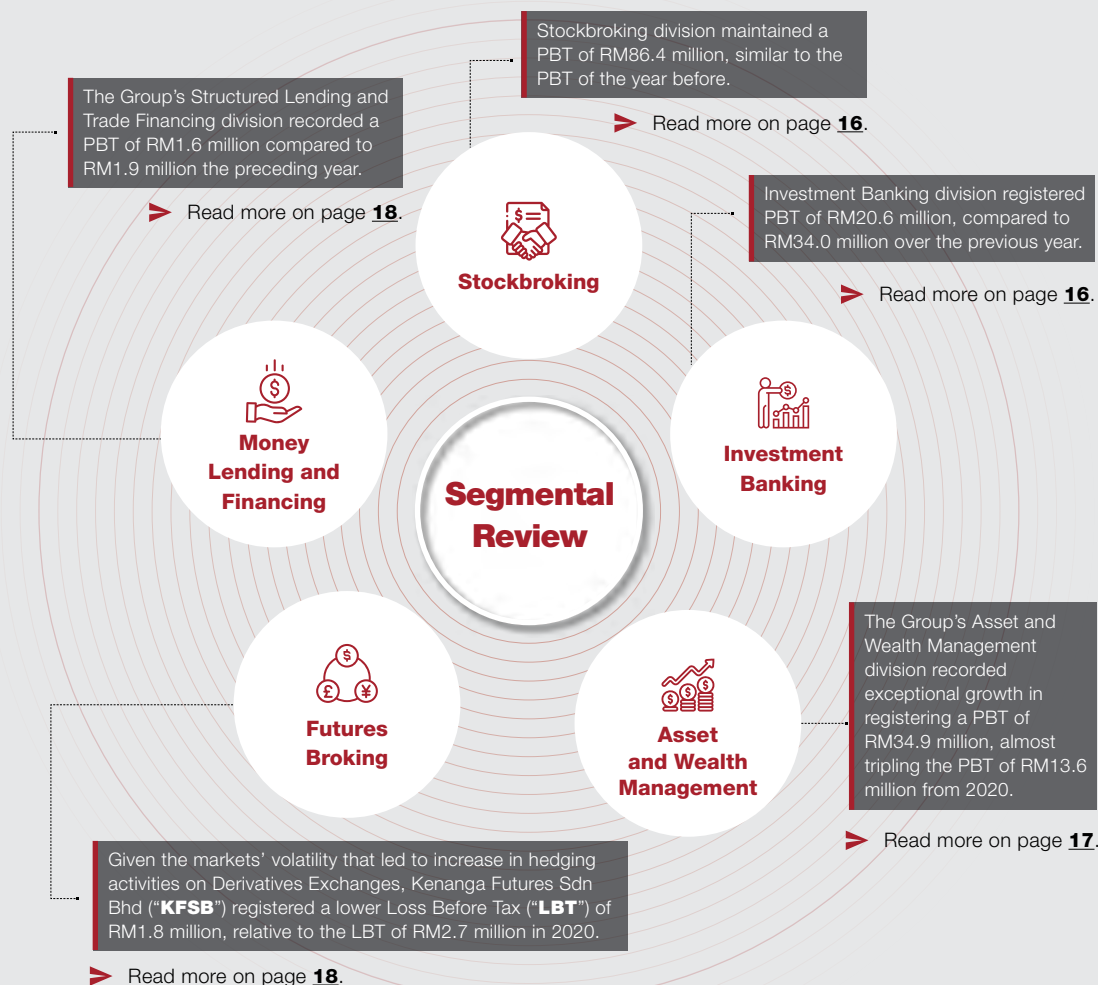 Stockbroking division maintained a
PBT of RM86.4 million, similar to the
PBT of the year before.
Read more on page 16.
The Group's Structured Lending and
Trade Financing division recorded a
PBT of RM1.6 million compared to
RM1.9 million the preceding year.
Read more on page 18.
Investment Banking division registered
PBT of RM20.6 million, compared to
RM34.0 million over the previous year.
Read more on page 16.
Stockbroking
Money
Lending and
Financing
Investment
Banking
Segmental
Review
Futures
Broking
Asset
and Wealth
Management
The Group's Asset and
Wealth Management
division recorded
exceptional growth in
registering a PBT of
RM34.9 million, almost
tripling the PBT of RM13.6
million from 2020.
Read more on page 17.
Given the markets' volatility that led to increase in hedging
activities on Derivatives Exchanges, Kenanga Futures Sdn
Bhd ("KFSB") registered a lower Loss Before Tax ("LBT") of
RM1.8 million, relative to the LBT of RM2.7 million in 2020.
Read more on page 18.